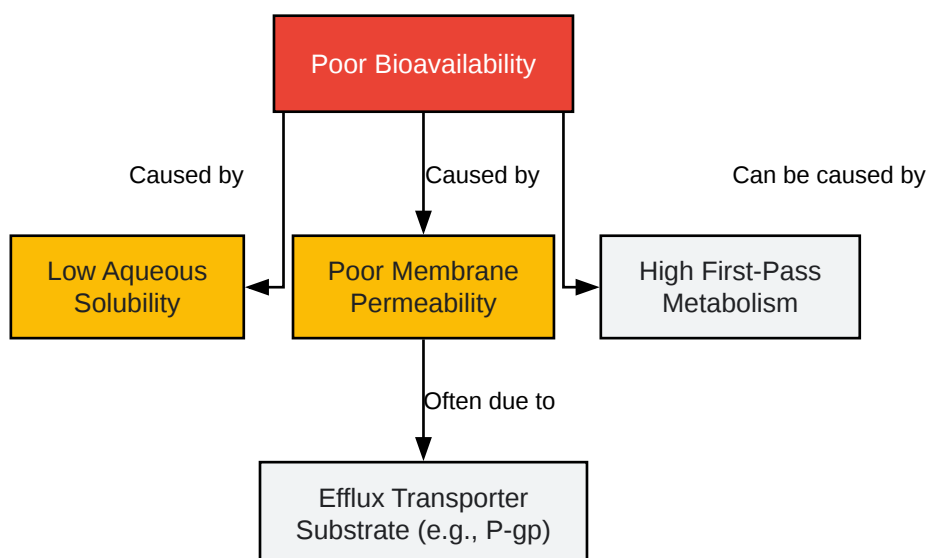 Poor Bioavailability
Caused by
Caused by
Can be caused by
Low Aqueous
Solubility
Poor Membrane
Permeability
High First-Pass
Metabolism
Often due to
Efflux Transporter
Substrate (e.g., P-gp)